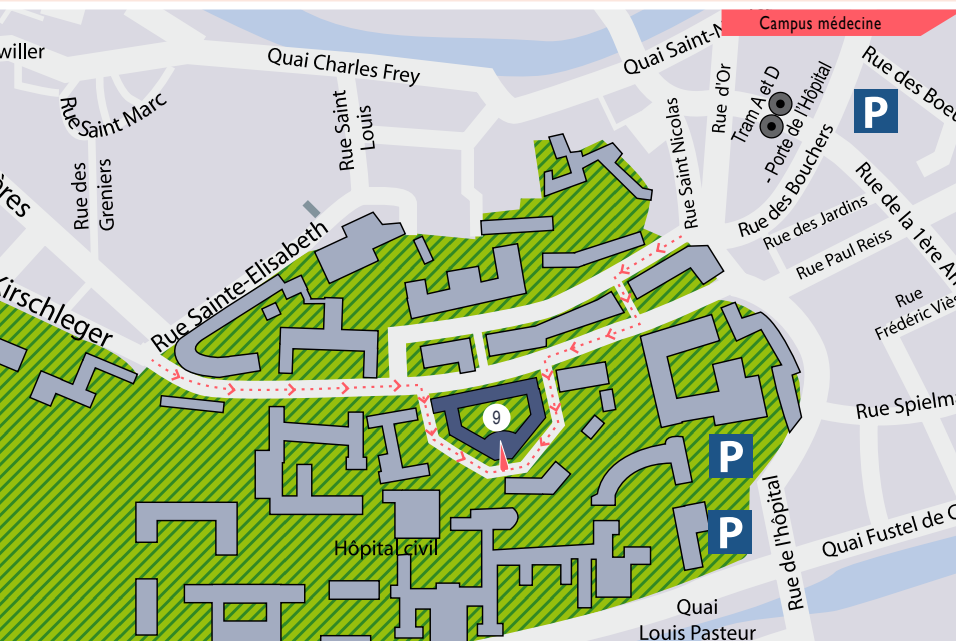 Campus médecine
willer
Quai Charles Frey
Quai Saint-N
Rue d'Or
Tram A et D
- Porte de l'Hôpital
Rue des Boeu
P
Rue Saint Marc
Rue Saint
Louis
Rue des
Greniers
Rue Saint Nicolas
Rue des Bouchers
Rue des Jardins
Rue Paul Reiss
Rue de la 1ère Ar
ères
Kirschleger
Rue Sainte-Elisabeth
Rue
Frédéric Viès
9
Rue Spielm
P
P
Hôpital civil
Rue de l'hôpital
Quai Fustel de C
Quai
Louis Pasteur